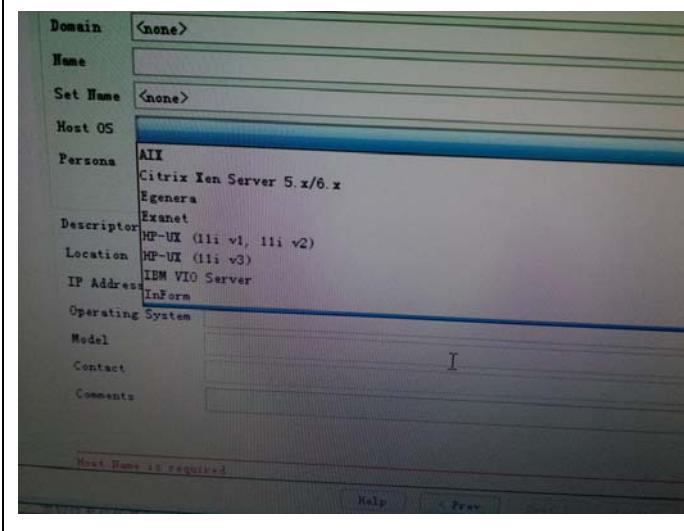 Domain <none>
Name
Set Name <none>
Host OS
Persona
AIX
Citrix Xen Server 5.x/6.x
Egenera
Exanet
HP-UX (11i v1, 11i v2)
HP-UX (11i v3)
IBM VIO Server
InForm
Descriptor
Location
IP Address
Operating System
Model
Contact
Comments
Host Name is required
Help < Prev